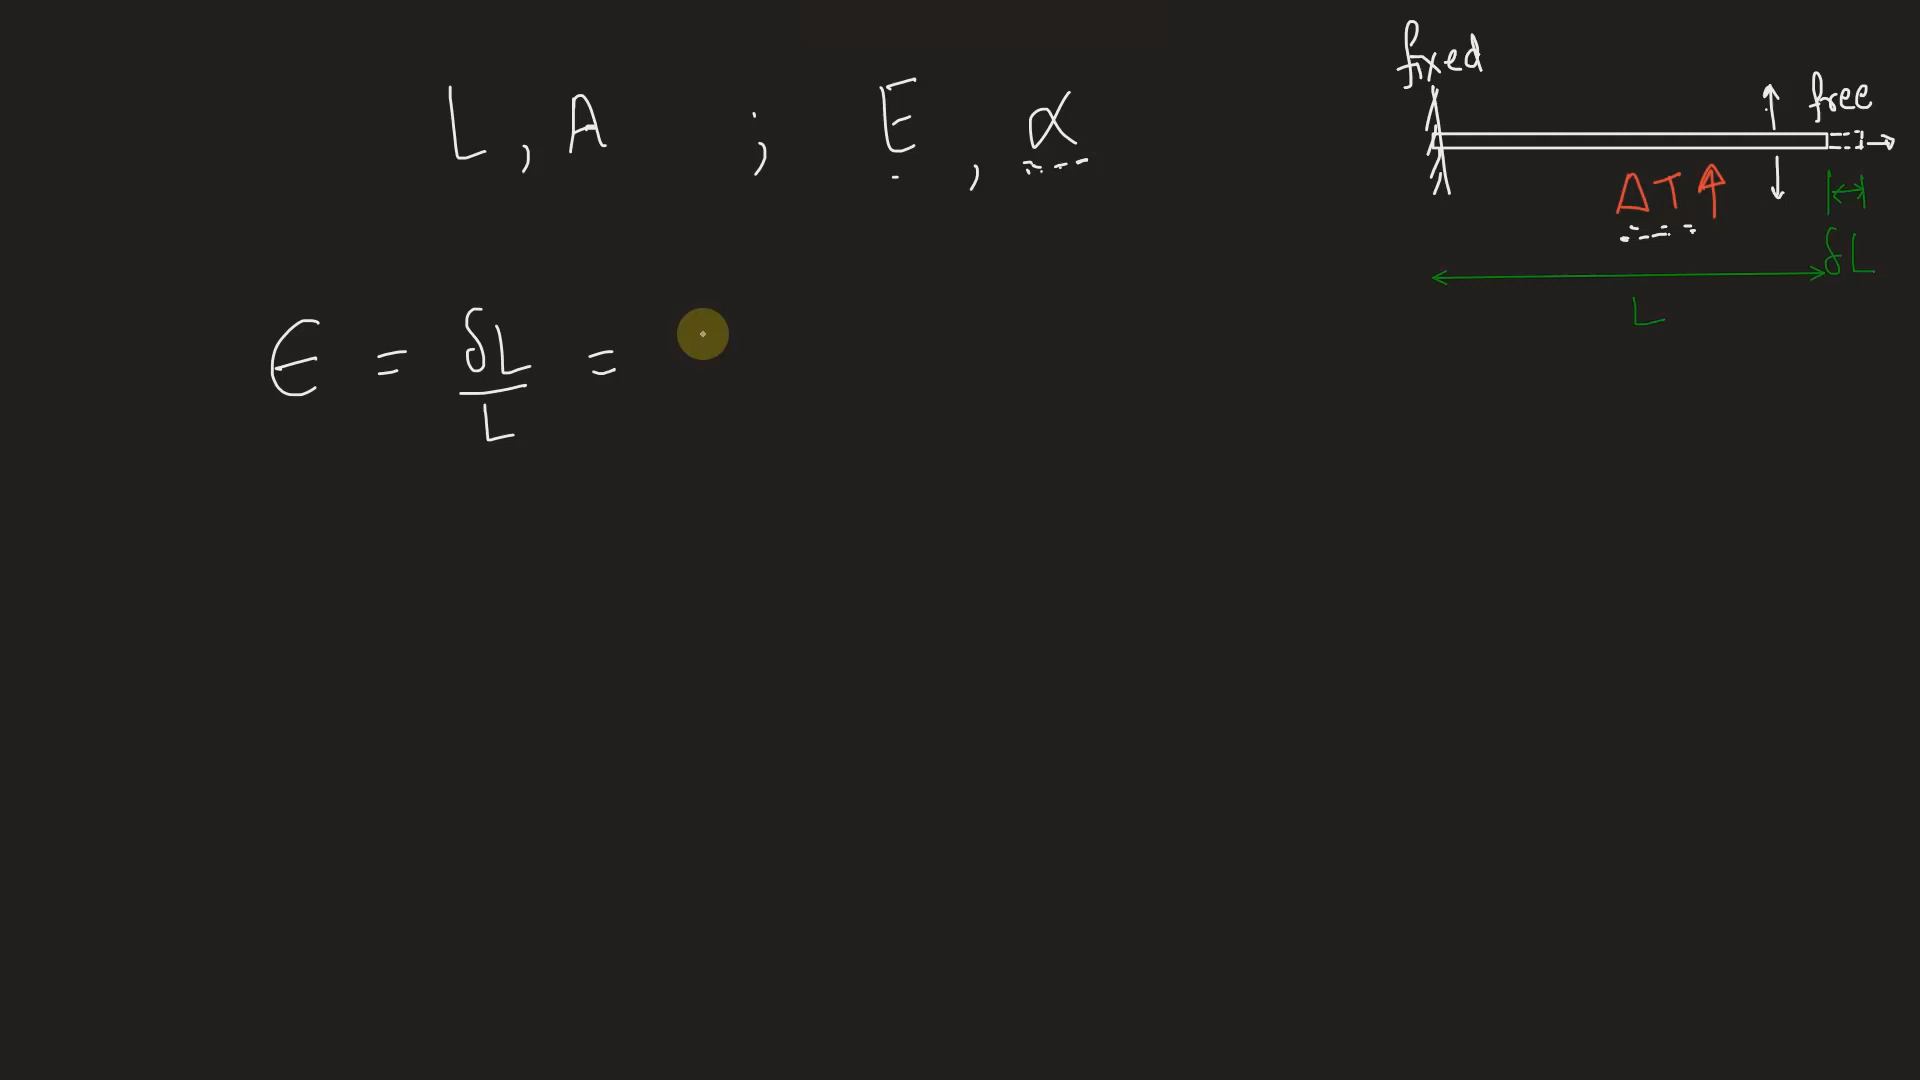 L, A ; E, α
fixed
free
ΔT↑
δL
L
ϵ = δL/L =